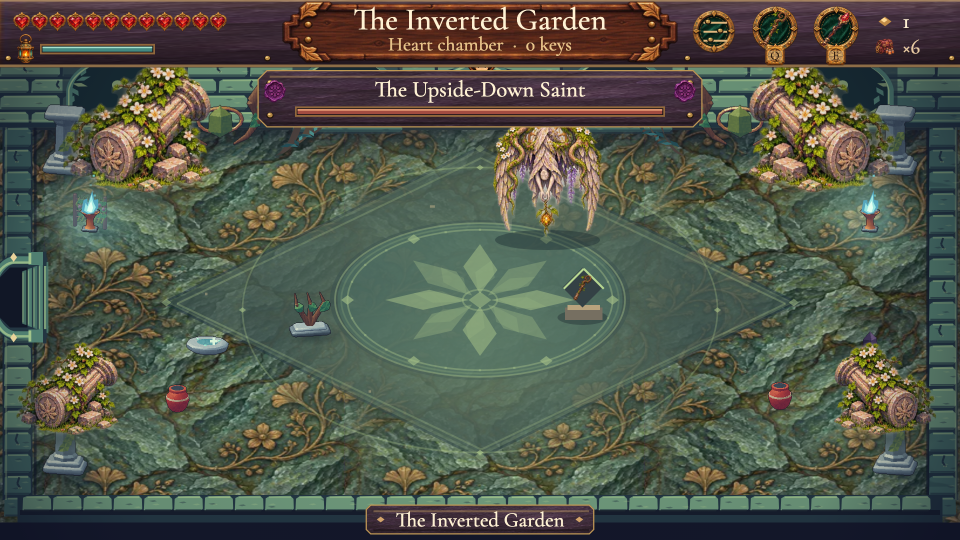 The Inverted Garden
Heart chamber · 0 keys
Q
E
1
×6
The Upside-Down Saint
The Inverted Garden